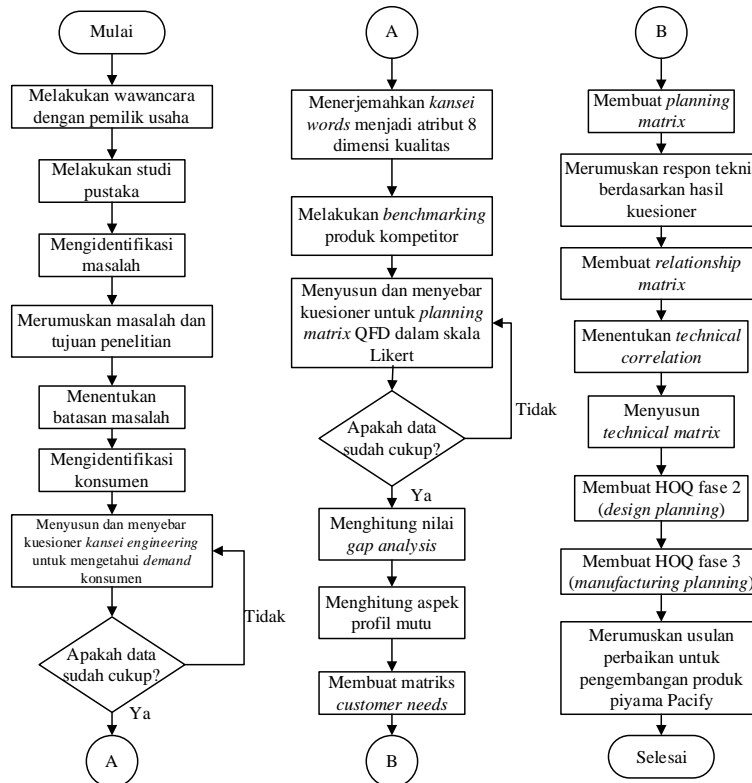 Mulai
Melakukan wawancara
dengan pemilik usaha
Melakukan studi
pustaka
Mengidentifikasi
masalah
Merumuskan masalah dan
tujuan penelitian
Menentukan
batasan masalah
Mengidentifikasi
konsumen
Menyusun dan menyebar
kuesioner kansei engineering
untuk mengetahui demand
konsumen
Tidak
Apakah data
sudah cukup?
Ya
A
A
Menerjemahkan kansei
words menjadi atribut 8
dimensi kualitas
Melakukan benchmarking
produk kompetitor
Menyusun dan menyebar
kuesioner untuk planning
matrix QFD dalam skala
Likert
Tidak
Apakah data
sudah cukup?
Ya
Menghitung nilai
gap analysis
Menghitung aspek
profil mutu
Membuat matriks
customer needs
B
B
Membuat planning
matrix
Merumuskan respon tekni
berdasarkan hasil
kuesioner
Membuat relationship
matrix
Menentukan technical
correlation
Menyusun
technical matrix
Membuat HOQ fase 2
(design planning)
Membuat HOQ fase 3
(manufacturing planning)
Merumuskan usulan
perbaikan untuk
pengembangan produk
piyama Pacify
Selesai